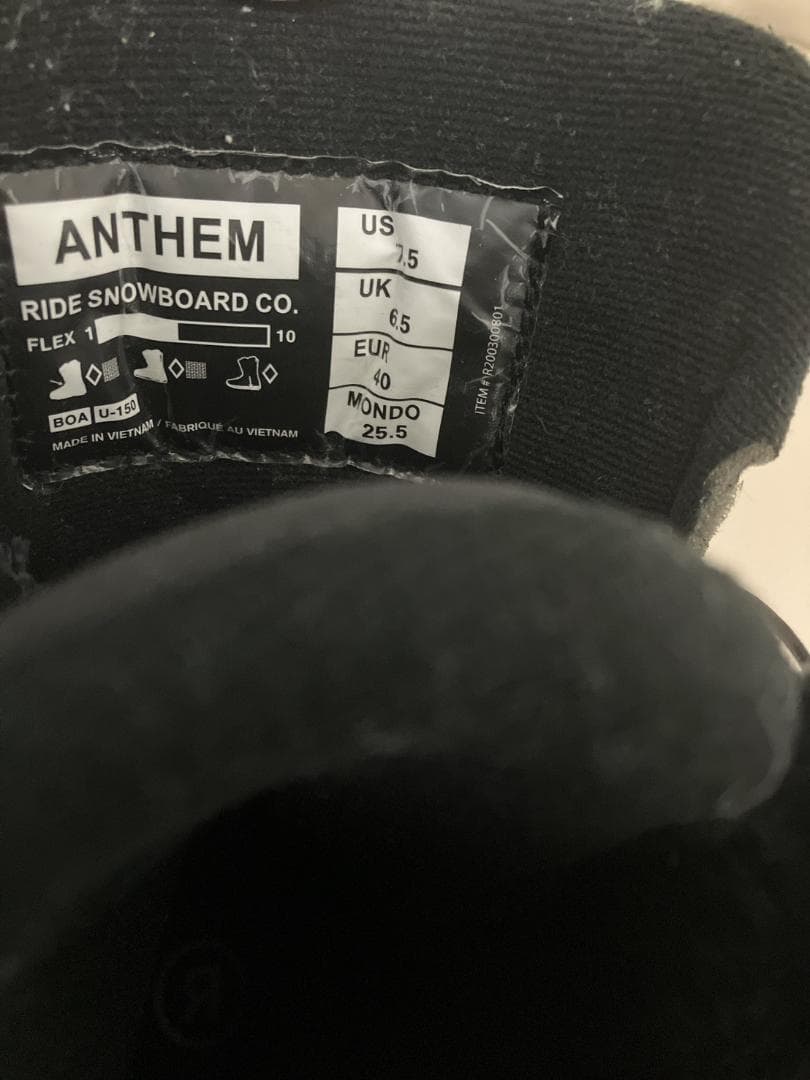 ANTHEM
RIDE SNOWBOARD CO.
FLEX 1 10
BOA U-150
MADE IN VIETNAM / FABRIQUÉ AU VIETNAM
US
7.5
UK
6.5
EUR
40
MONDO
25.5
ITEM # R200300801
R